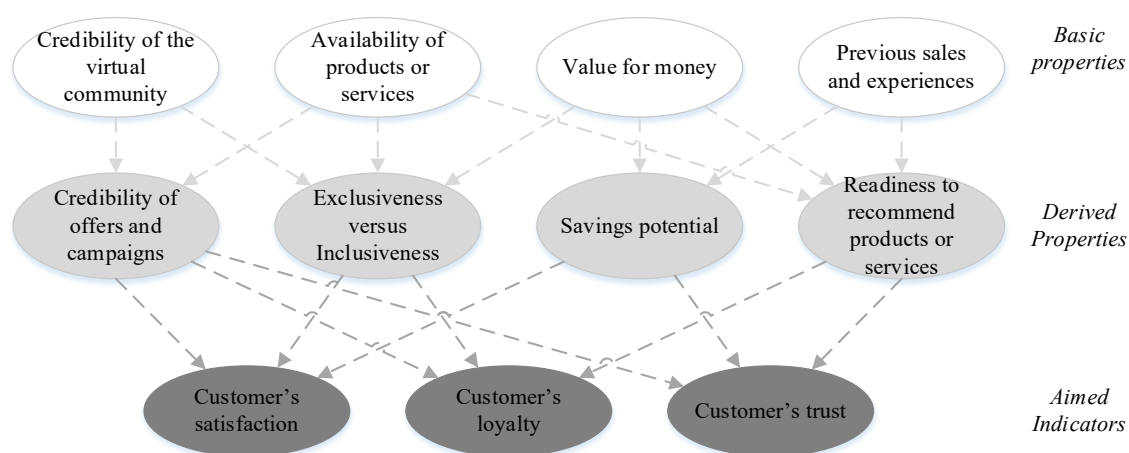 Credibility of the
virtual
community
Availability of
products or
services
Value for money
Previous sales
and experiences
Basic
properties
Credibility of
offers and
campaigns
Exclusiveness
versus
Inclusiveness
Savings potential
Readiness to
recommend
products or
services
Derived
Properties
Customer’s
satisfaction
Customer’s
loyalty
Customer’s trust
Aimed
Indicators